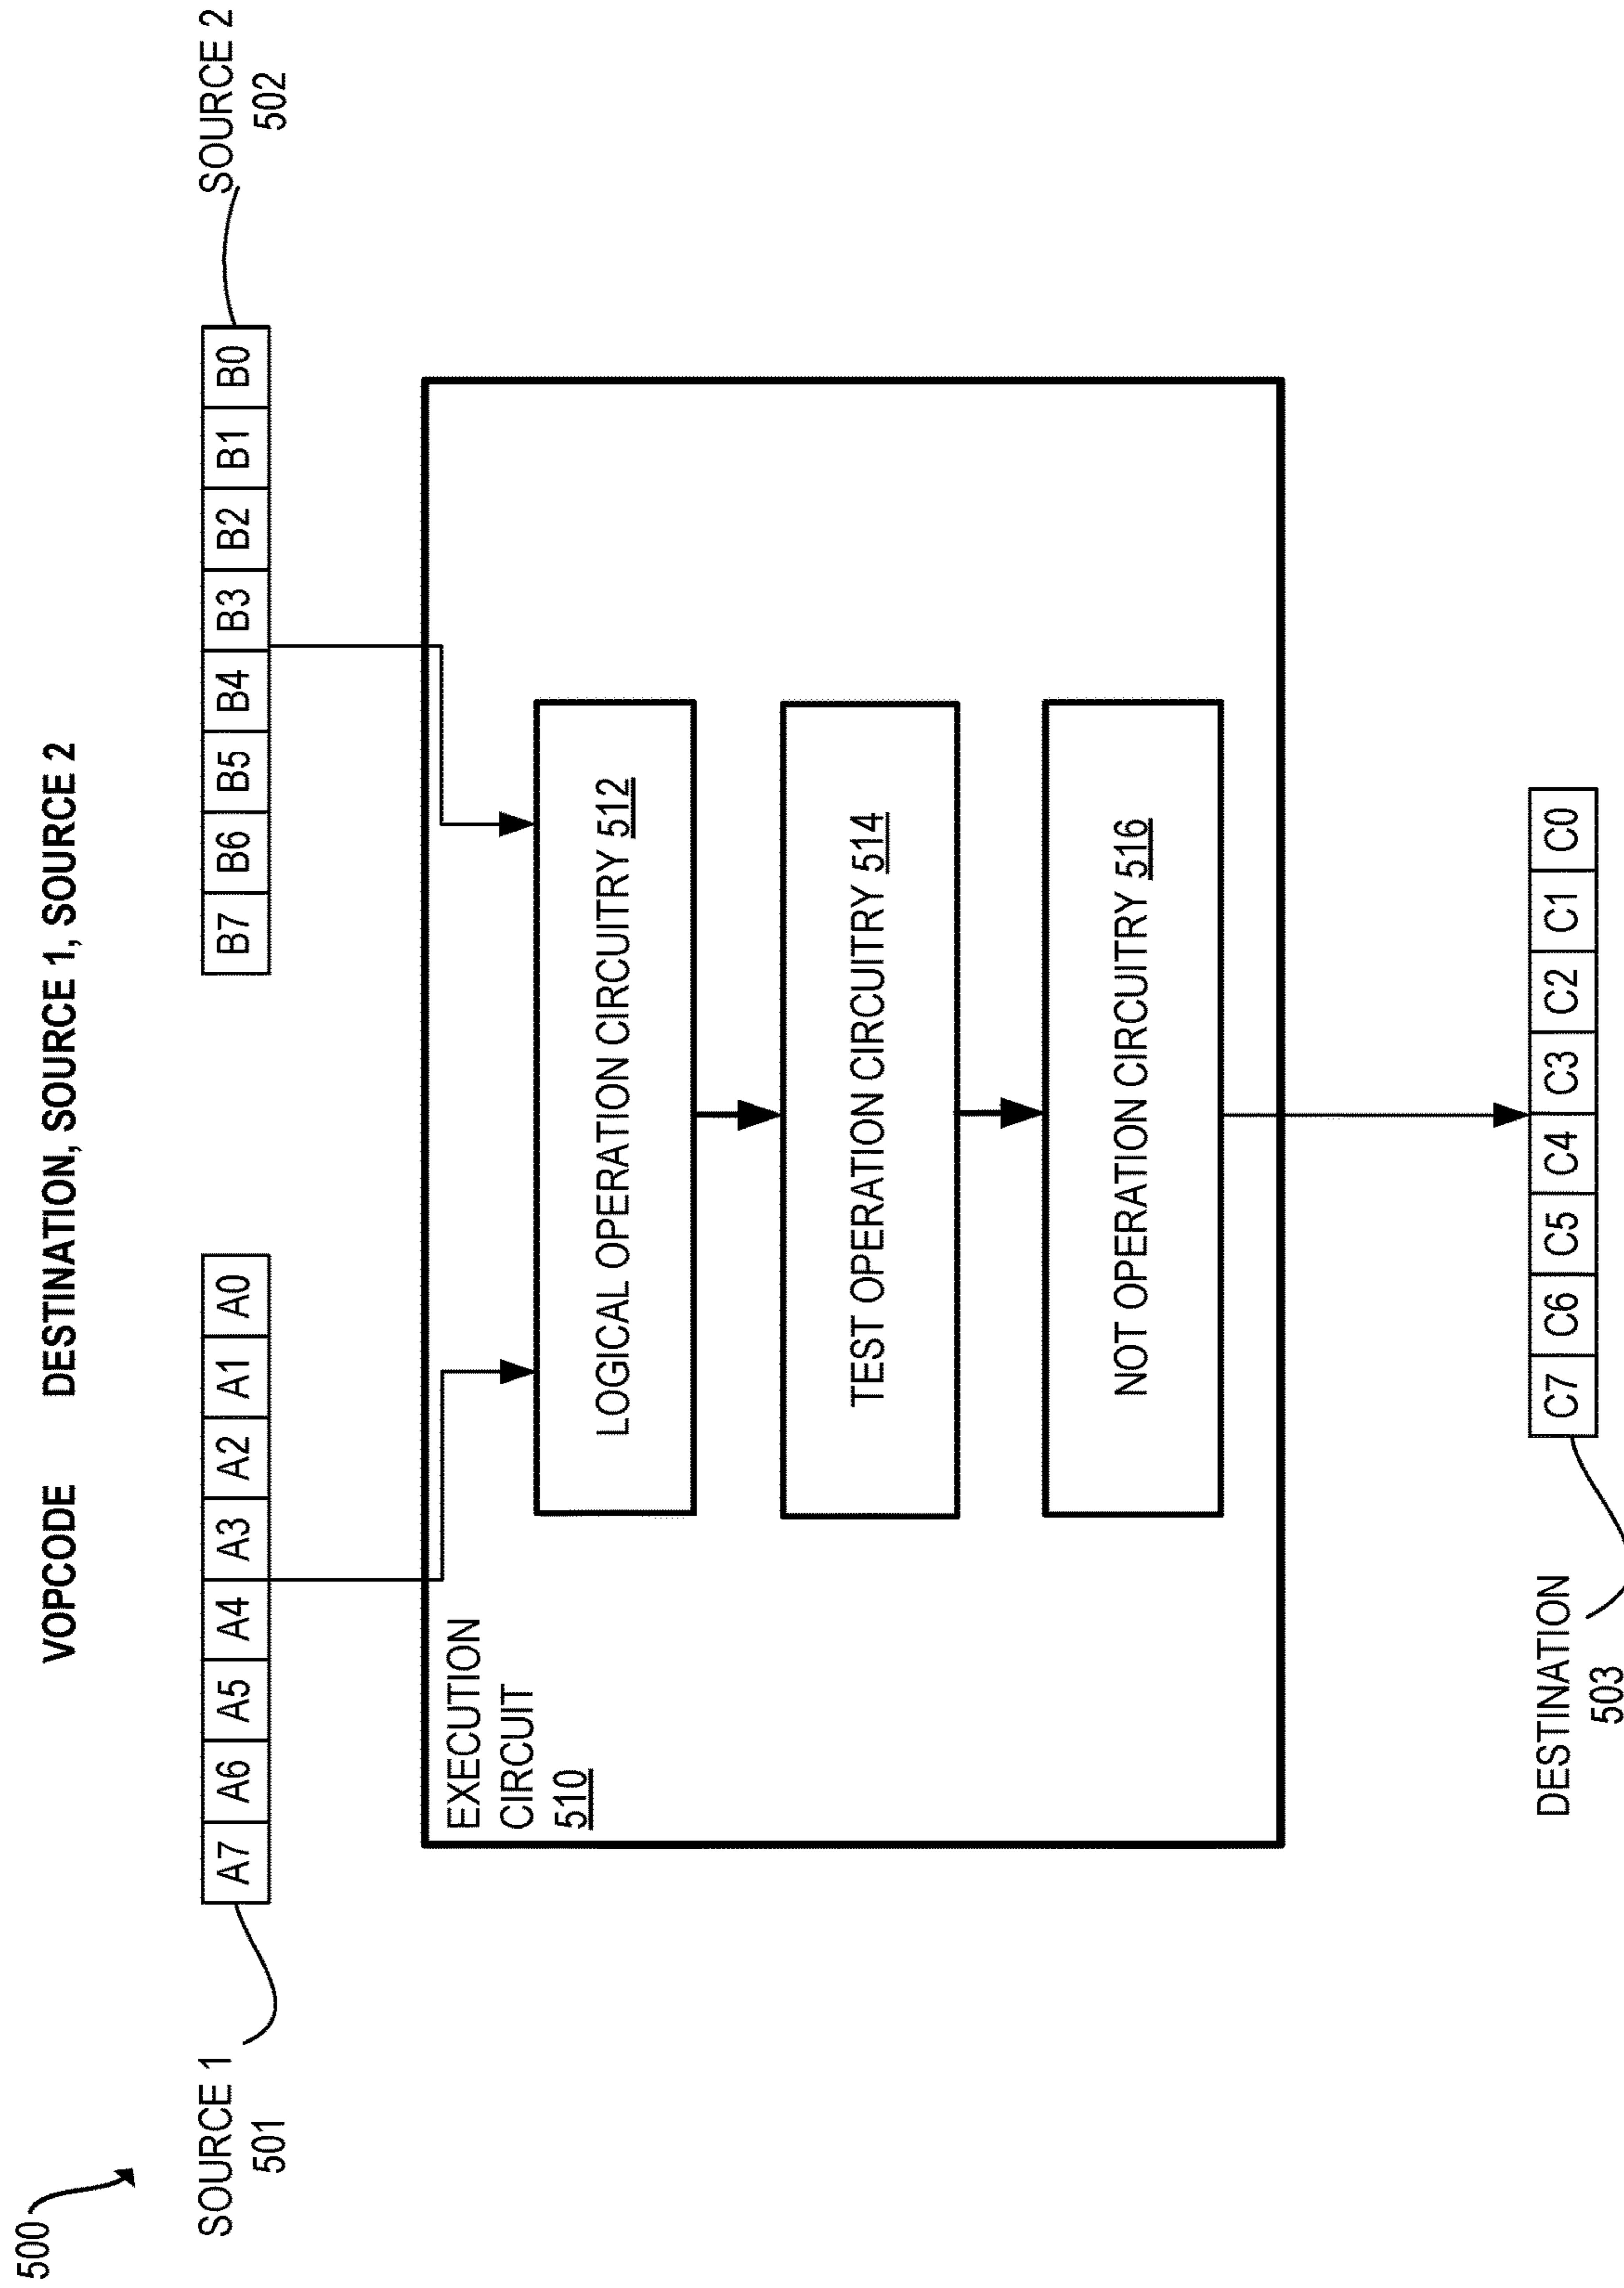 500
VOPCODE DESTINATION, SOURCE 1, SOURCE 2
SOURCE 1
501
A7 A6 A5 A4 A3 A2 A1 A0
B7 B6 B5 B4 B3 B2 B1 B0
SOURCE 2
502
EXECUTION
CIRCUIT
510
LOGICAL OPERATION CIRCUITRY 512
TEST OPERATION CIRCUITRY 514
NOT OPERATION CIRCUITRY 516
DESTINATION
503
C7 C6 C5 C4 C3 C2 C1 C0